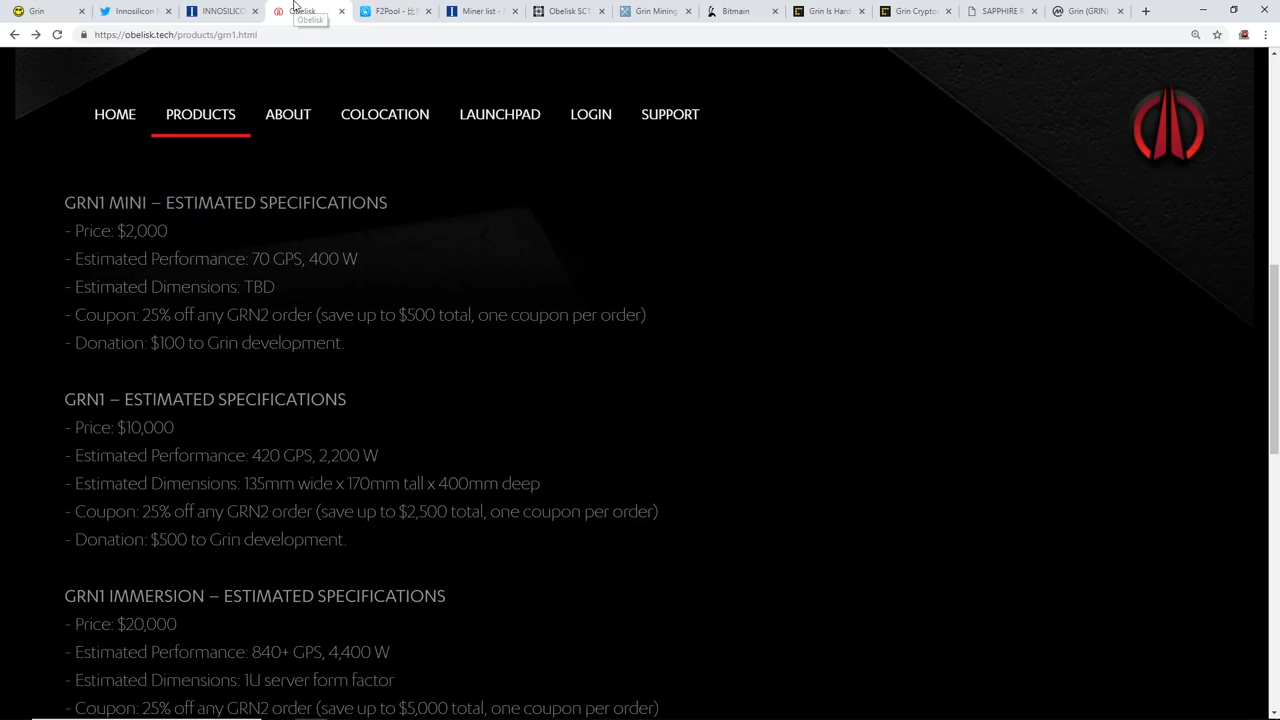 Grin
Innosilicon
INNOSILICO
Obelisk
F2Pool -
Miner list -
Obelisk SC1
Grin Mining
Bitmain
Grin Is Hard
Grin Crypto
SAPPHIRE
Grin (GRIN)
Obelisk
https://obelisk.tech/products/grn1.html
HOME PRODUCTS ABOUT COLOCATION LAUNCHPAD LOGIN SUPPORT
GRN1 MINI – ESTIMATED SPECIFICATIONS
- Price: $2,000
- Estimated Performance: 70 GPS, 400 W
- Estimated Dimensions: TBD
- Coupon: 25% off any GRN2 order (save up to $500 total, one coupon per order)
- Donation: $100 to Grin development.
GRN1 – ESTIMATED SPECIFICATIONS
- Price: $10,000
- Estimated Performance: 420 GPS, 2,200 W
- Estimated Dimensions: 135mm wide x 170mm tall x 400mm deep
- Coupon: 25% off any GRN2 order (save up to $2,500 total, one coupon per order)
- Donation: $500 to Grin development.
GRN1 IMMERSION – ESTIMATED SPECIFICATIONS
- Price: $20,000
- Estimated Performance: 840+ GPS, 4,400 W
- Estimated Dimensions: 1U server form factor
- Coupon: 25% off any GRN2 order (save up to $5,000 total, one coupon per order)